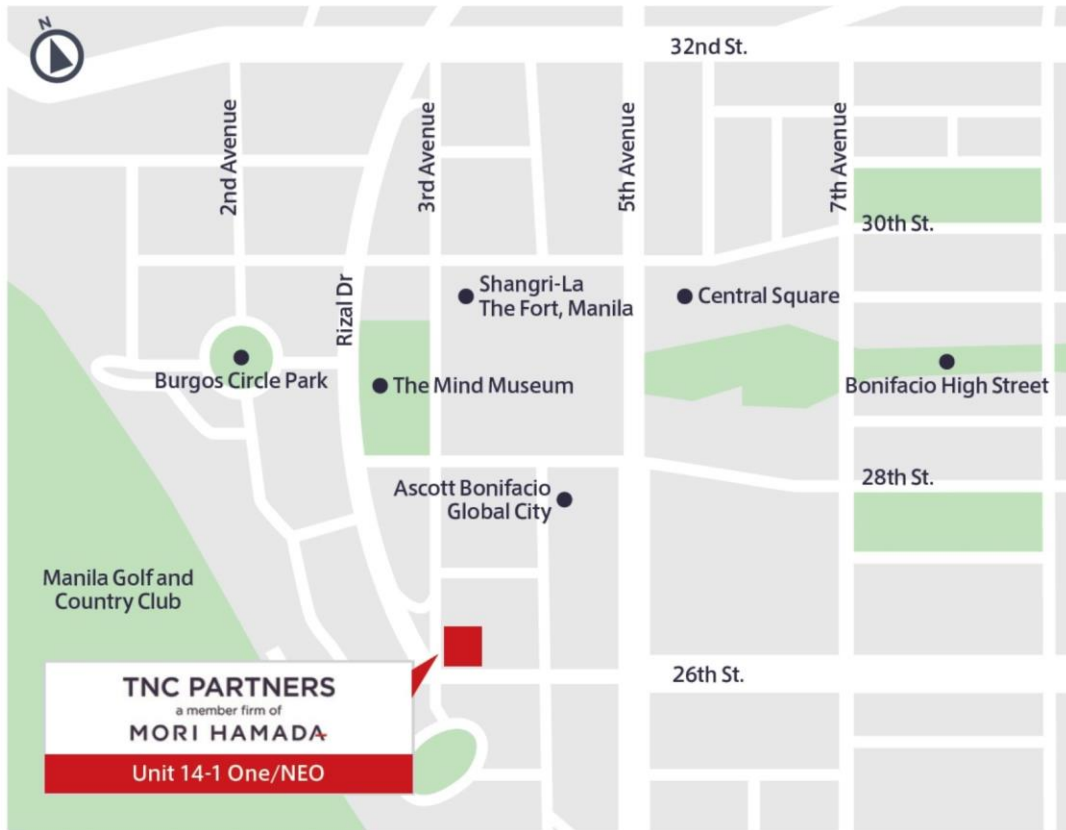 N
32nd St.
2nd Avenue
3rd Avenue
5th Avenue
7th Avenue
30th St.
Rizal Dr
Shangri-La
The Fort, Manila
Central Square
Burgos Circle Park
The Mind Museum
Bonifacio High Street
28th St.
Ascott Bonifacio
Global City
Manila Golf and
Country Club
26th St.
TNC PARTNERS
a member firm of
MORI HAMADA
Unit 14-1 One/NEO